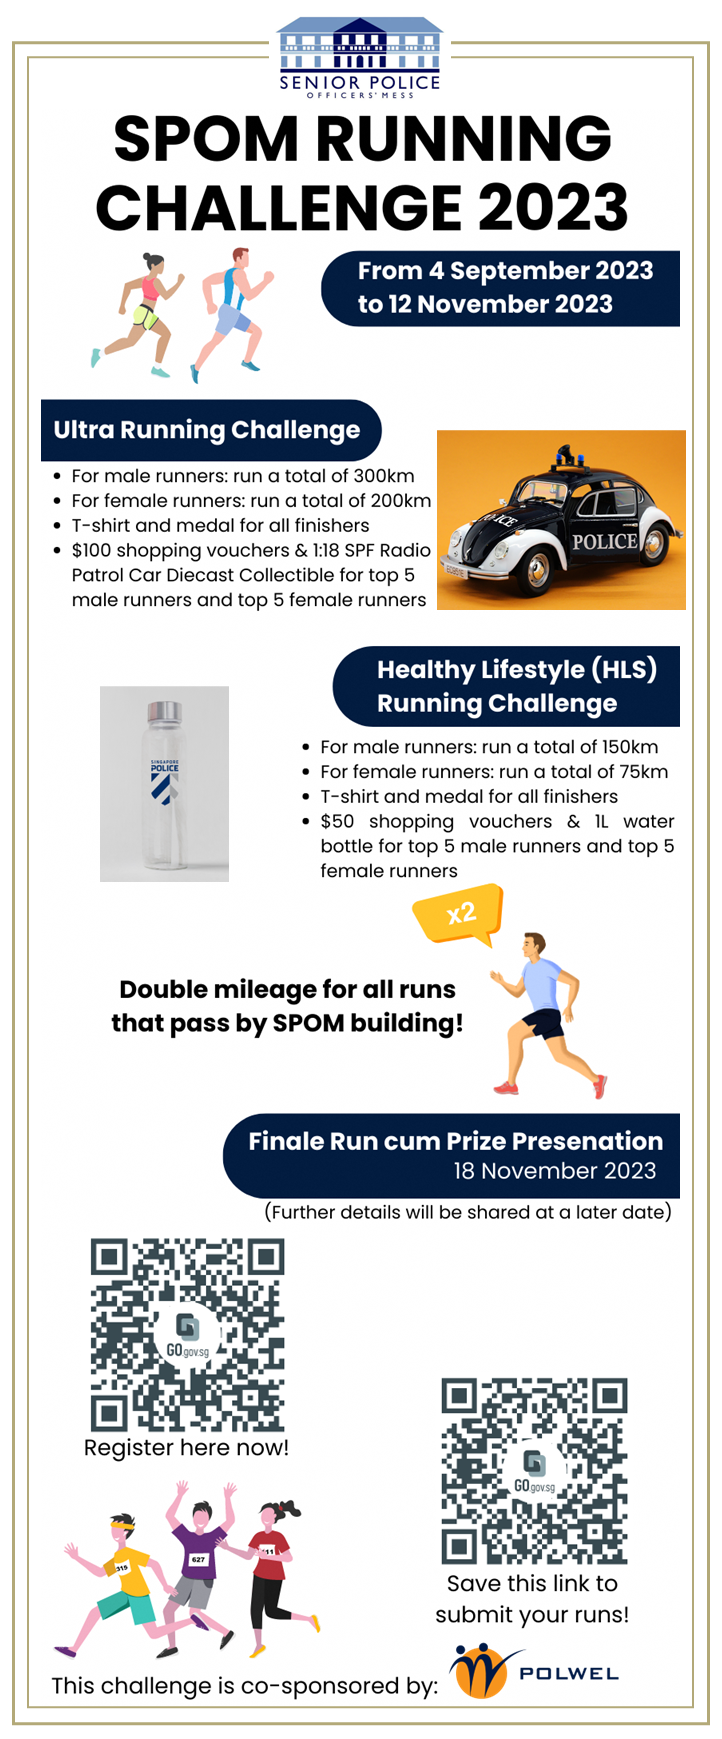 SENIOR POLICE
OFFICERS' MESS
SPOM RUNNING
CHALLENGE 2023
From 4 September 2023
to 12 November 2023
Ultra Running Challenge
• For male runners: run a total of 300km
• For female runners: run a total of 200km
• T-shirt and medal for all finishers
• $100 shopping vouchers & 1:18 SPF Radio
Patrol Car Diecast Collectible for top 5
male runners and top 5 female runners
POLICE
POLICE
Healthy Lifestyle (HLS)
Running Challenge
SINGAPORE
POLICE
• For male runners: run a total of 150km
• For female runners: run a total of 75km
• T-shirt and medal for all finishers
• $50 shopping vouchers & 1L water
bottle for top 5 male runners and top 5
female runners
x2
Double mileage for all runs
that pass by SPOM building!
Finale Run cum Prize Presenation
18 November 2023
(Further details will be shared at a later date)
GO.gov.sg
Register here now!
GO.gov.sg
Save this link to
submit your runs!
315
627
11
This challenge is co-sponsored by:
POLWEL